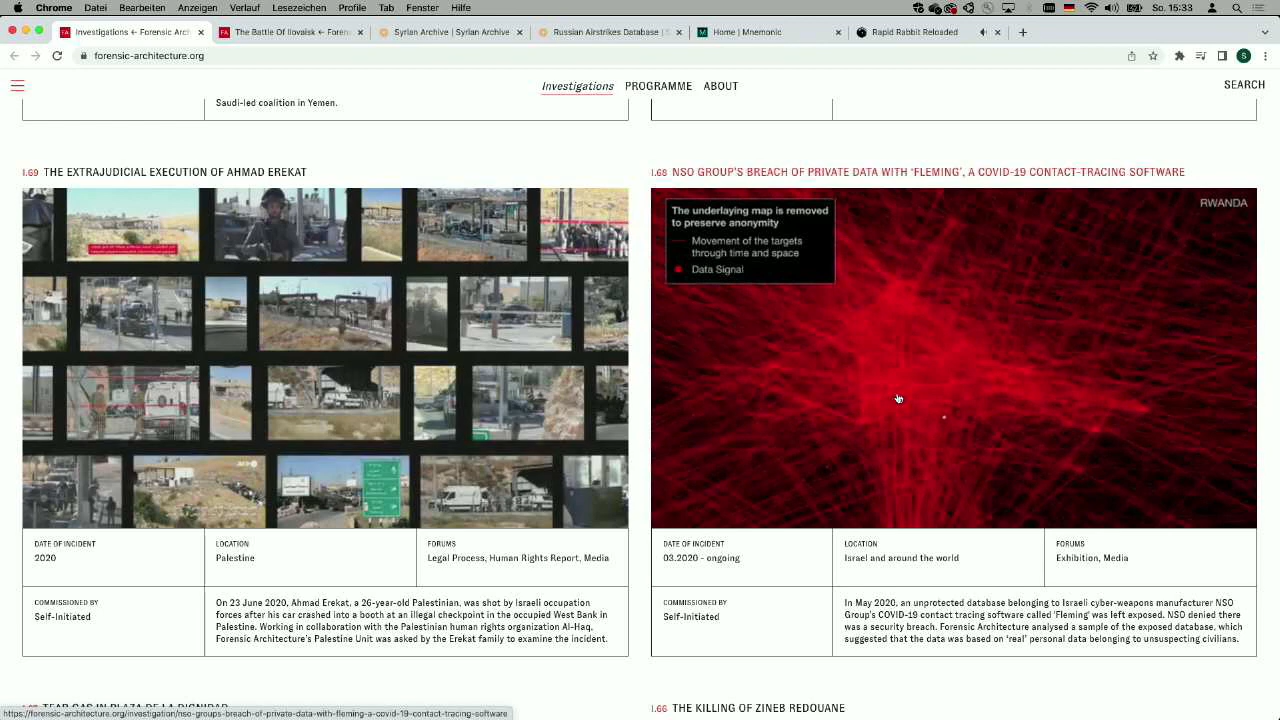 Chrome Ablage Bearbeiten Anzeigen Verlauf Lesezeichen Profile Tab Fenster Hilfe So. 15:33
Investigations ← Forensic Arch
The Battle Of Ilovaisk ← Foren
Syrian Archive | Syrian Archive
Russian Airstrikes Database | S
Home | Mnemonic
Rapid Rabbit Reloaded
forensic-architecture.org
Investigations PROGRAMME ABOUT
SEARCH
Saudi-led coalition in Yemen.
I.69 THE EXTRAJUDICIAL EXECUTION OF AHMAD EREKAT
DATE OF INCIDENT
2020
LOCATION
Palestine
FORUMS
Legal Process, Human Rights Report, Media
COMMISSIONED BY
Self-Initiated
On 23 June 2020, Ahmad Erekat, a 26-year-old Palestinian, was shot by Israeli occupation
forces after his car crashed into a booth at an illegal checkpoint in the occupied West Bank in
Palestine. Working in collaboration with the Palestinian human rights organization Al-Haq,
Forensic Architecture's Palestine Unit was asked by the Erekat family to examine the incident.
I.68 NSO GROUP'S BREACH OF PRIVATE DATA WITH 'FLEMING', A COVID-19 CONTACT-TRACING SOFTWARE
The underlaying map is removed
to preserve anonymity
Movement of the targets
through time and space
Data Signal
RWANDA
DATE OF INCIDENT
03.2020 - ongoing
LOCATION
Israel and around the world
FORUMS
Exhibition, Media
COMMISSIONED BY
Self-Initiated
In May 2020, an unprotected database belonging to Israeli cyber-weapons manufacturer NSO
Group's COVID-19 contact tracing software called 'Fleming' was left exposed. NSO denied there
was a security breach. Forensic Architecture analysed a sample of the exposed database, which
suggested that the data was based on 'real' personal data belonging to unsuspecting civilians.
I.67 TEAR GAS IN PLAZA DE LA DIGNIDAD
I.66 THE KILLING OF ZINEB REDOUANE
https://forensic-architecture.org/investigation/nso-groups-breach-of-private-data-with-fleming-a-covid-19-contact-tracing-software